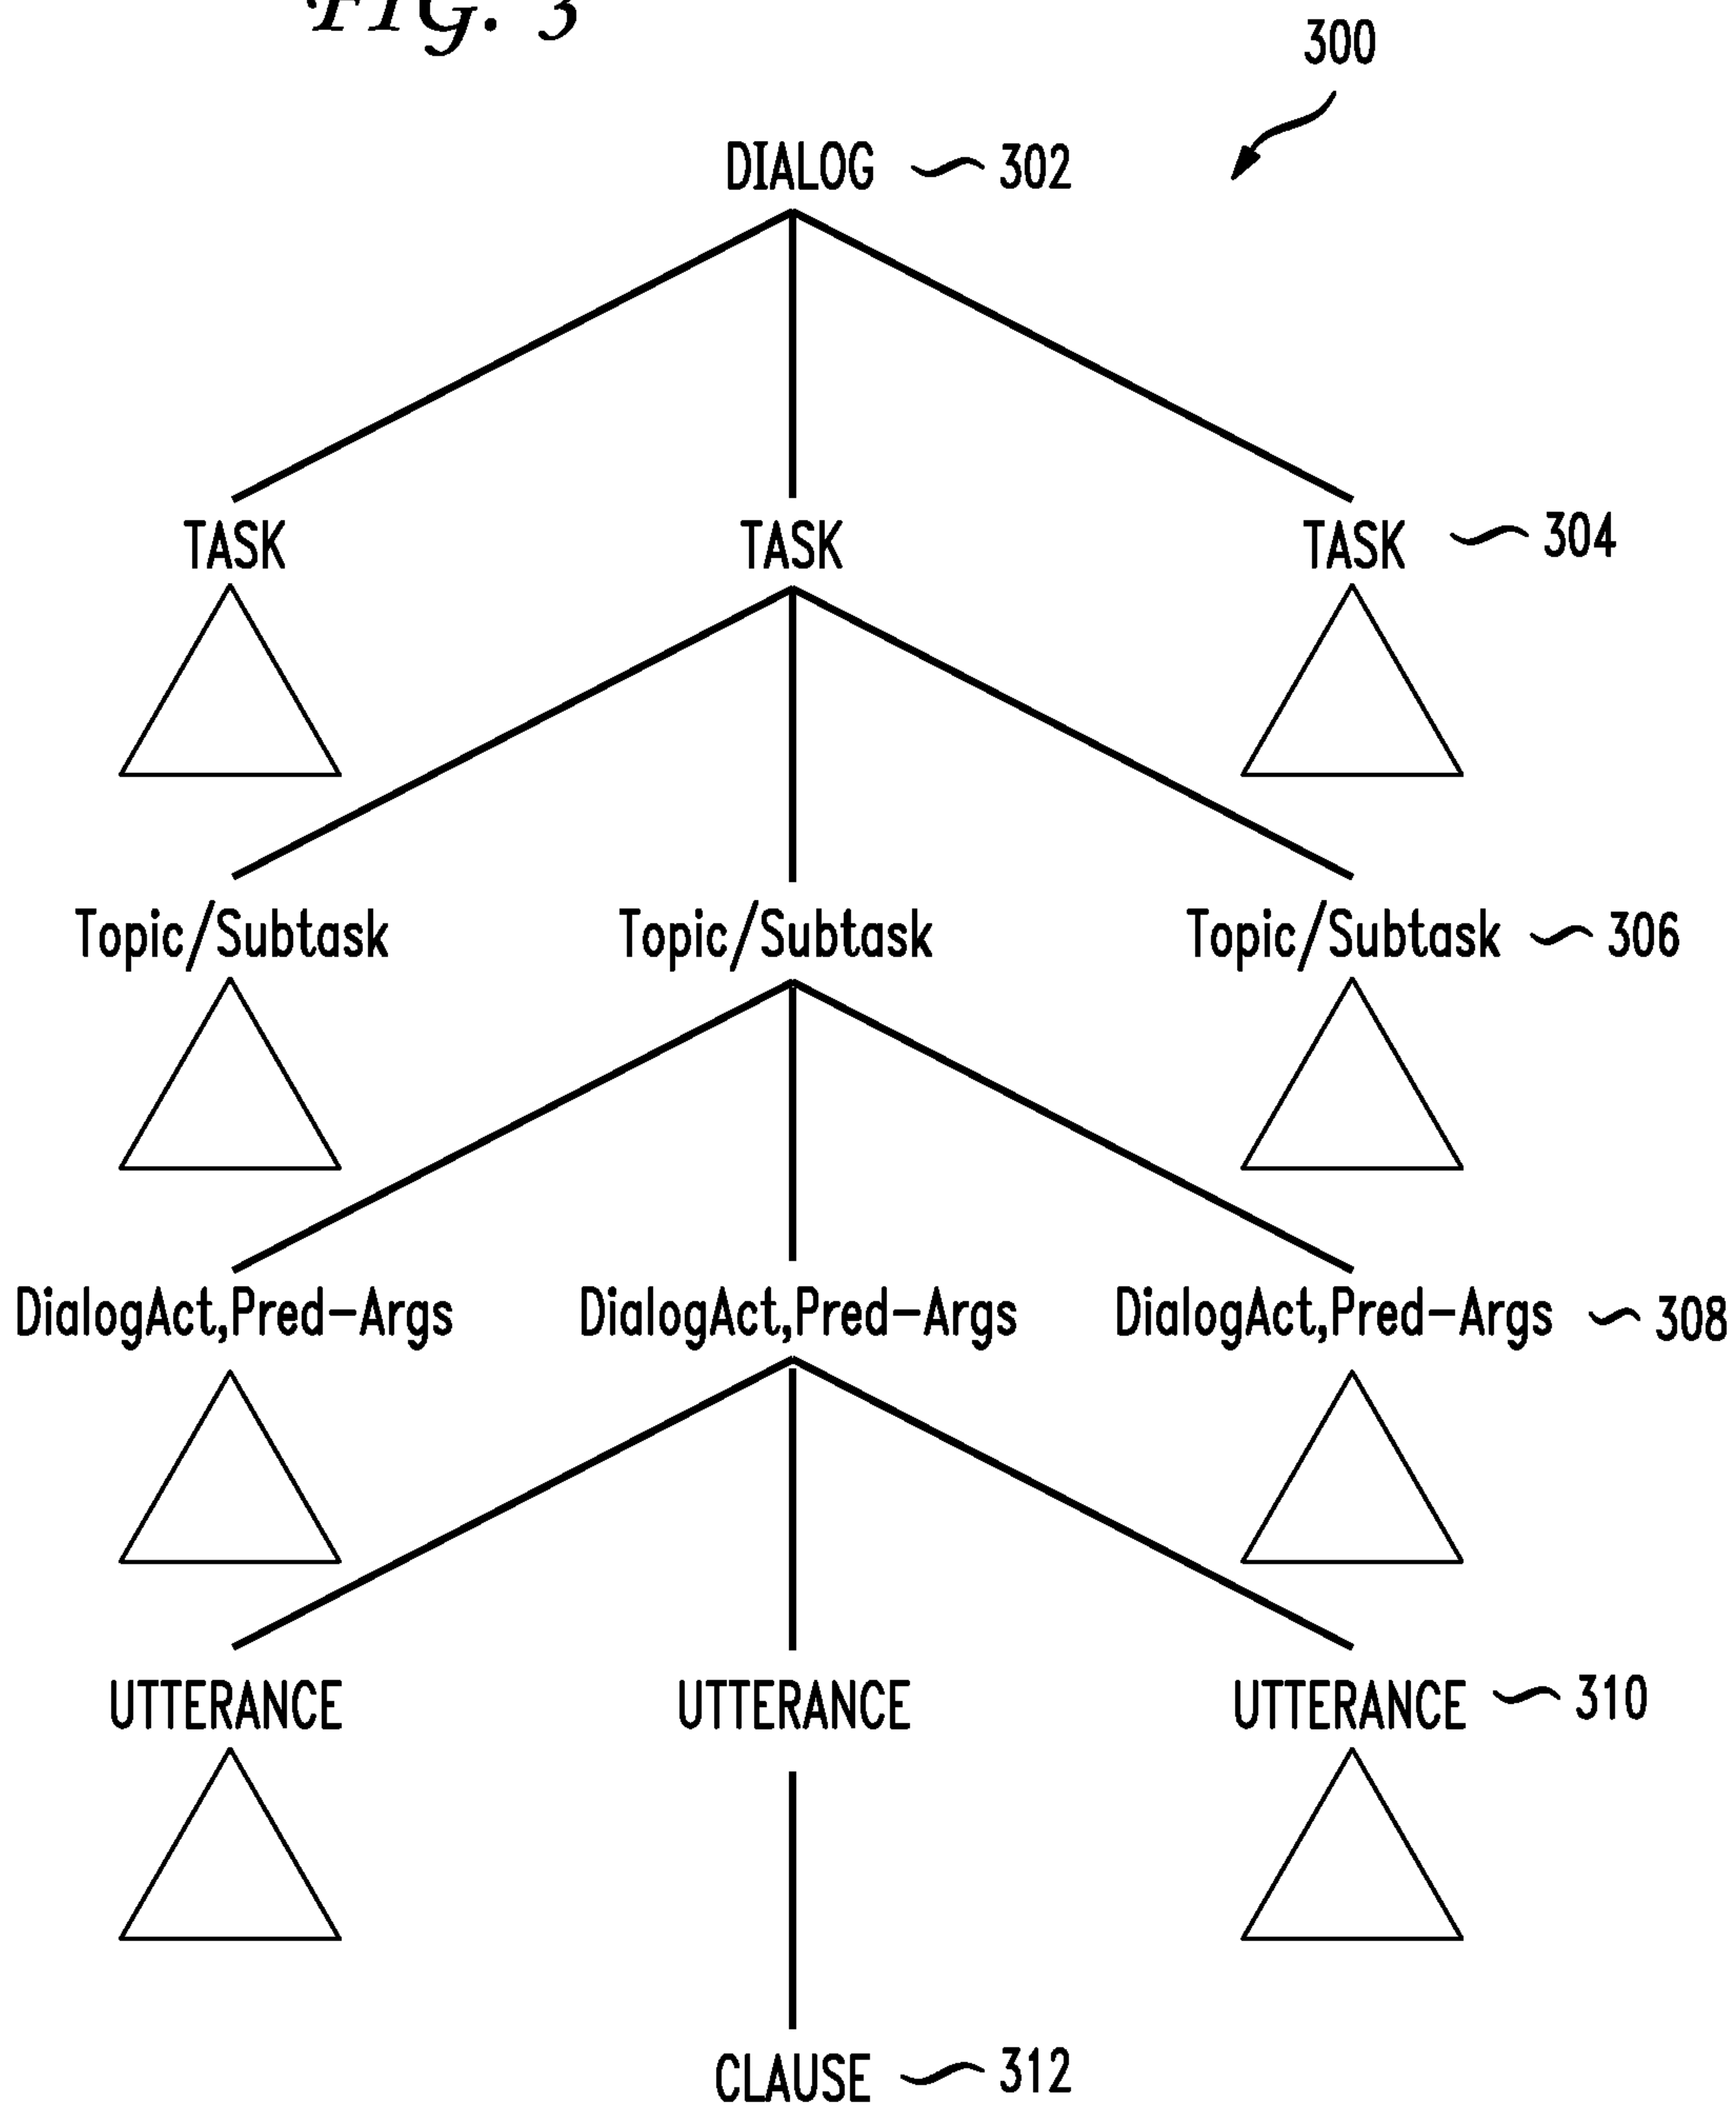 FIG. 3
300
DIALOG 302
TASK TASK TASK 304
Topic/Subtask Topic/Subtask Topic/Subtask 306
DialogAct,Pred-Args DialogAct,Pred-Args DialogAct,Pred-Args 308
UTTERANCE UTTERANCE UTTERANCE 310
CLAUSE 312